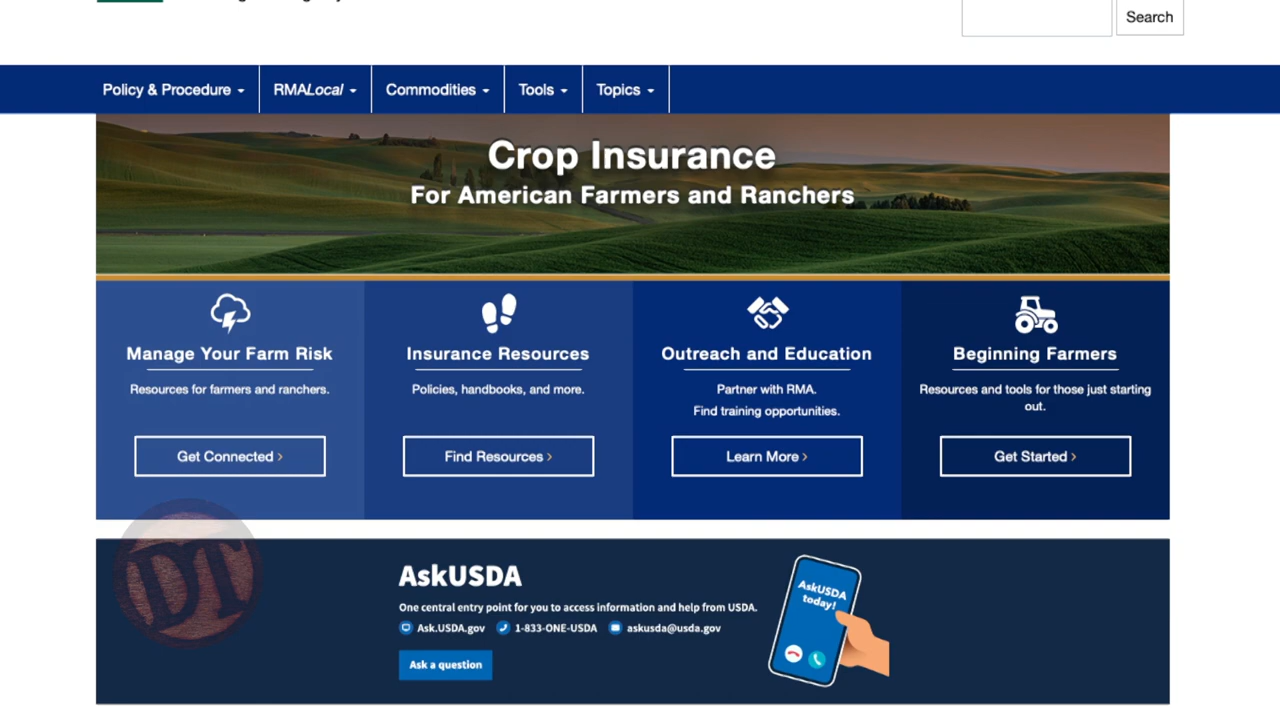 Search
Policy & Procedure
RMALocal
Commodities
Tools
Topics
Crop Insurance
For American Farmers and Ranchers
Manage Your Farm Risk
Resources for farmers and ranchers.
Get Connected ›
Insurance Resources
Policies, handbooks, and more.
Find Resources ›
Outreach and Education
Partner with RMA.
Find training opportunities.
Learn More ›
Beginning Farmers
Resources and tools for those just starting
out.
Get Started ›
DT
AskUSDA
One central entry point for you to access information and help from USDA.
Ask.USDA.gov 1-833-ONE-USDA askusda@usda.gov
Ask a question
AskUSDA
today!